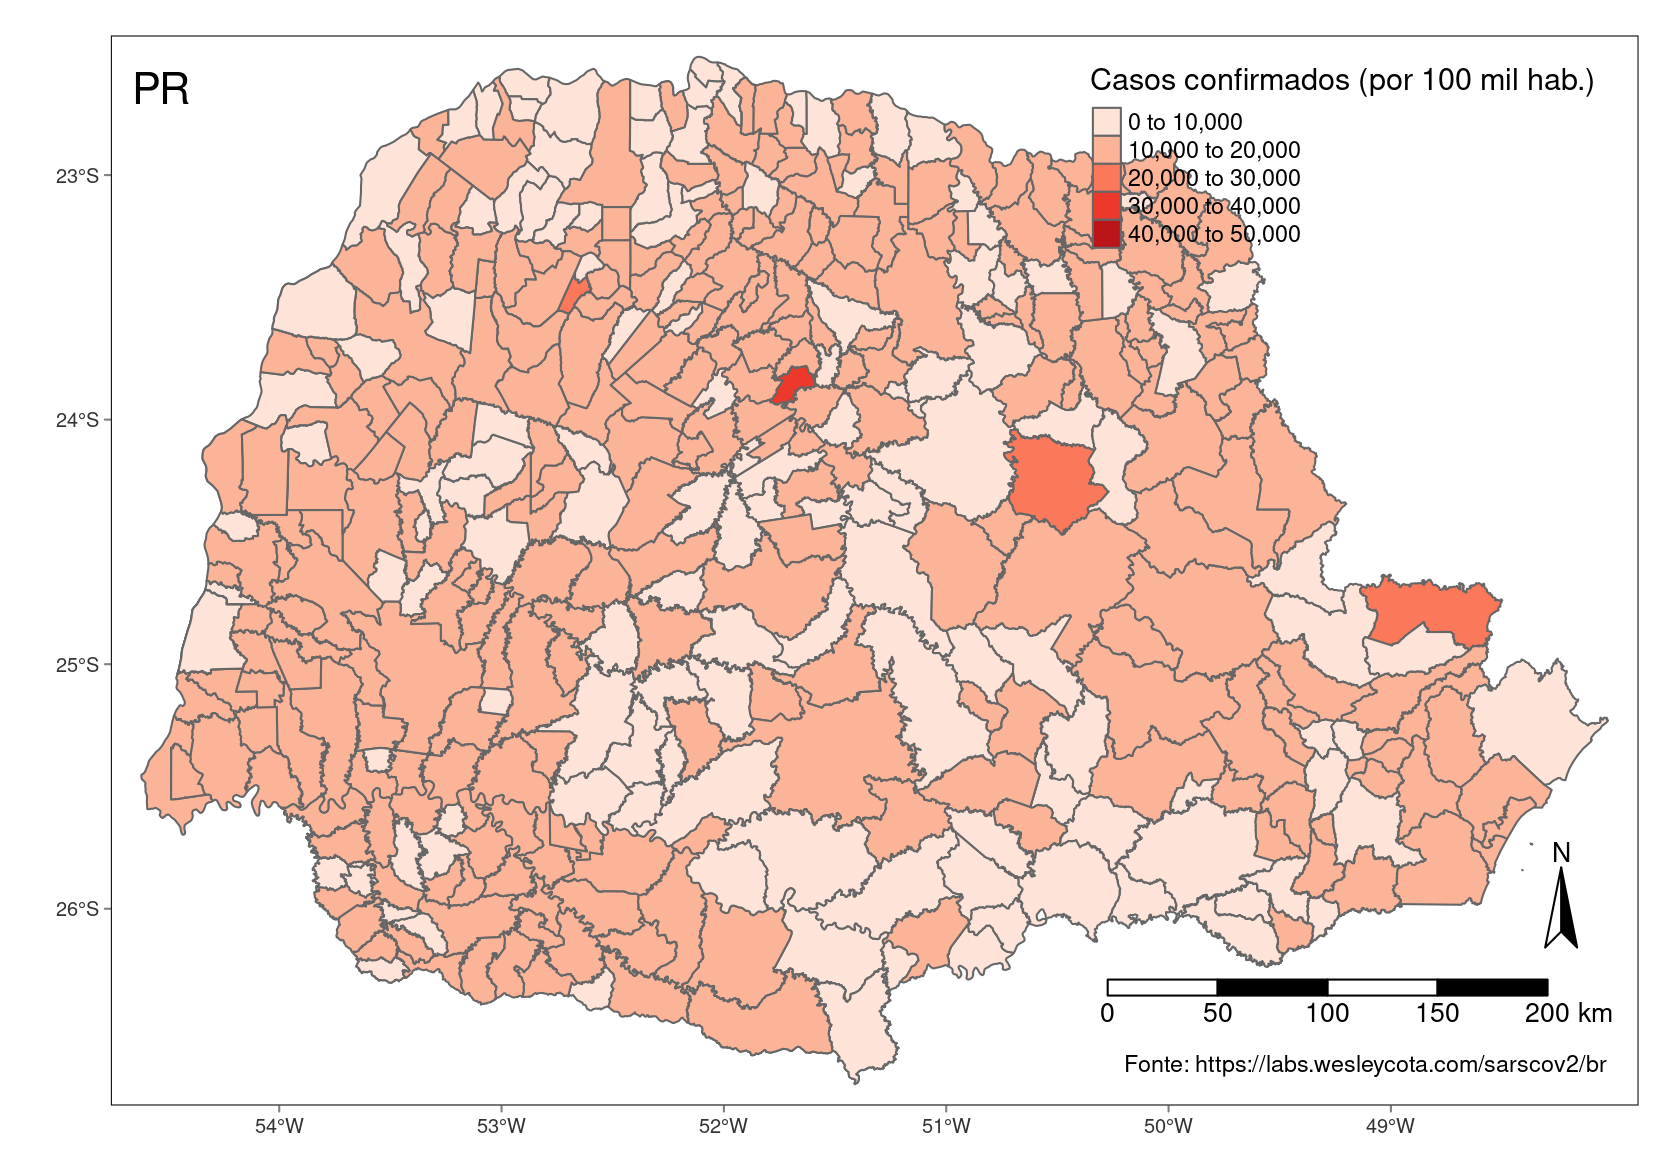 PR
Casos confirmados (por 100 mil hab.)
0 to 10,000
10,000 to 20,000
20,000 to 30,000
30,000 to 40,000
40,000 to 50,000
23°S
24°S
25°S
26°S
N
0 50 100 150 200 km
Fonte: https://labs.wesleycota.com/sarscov2/br
54°W 53°W 52°W 51°W 50°W 49°W